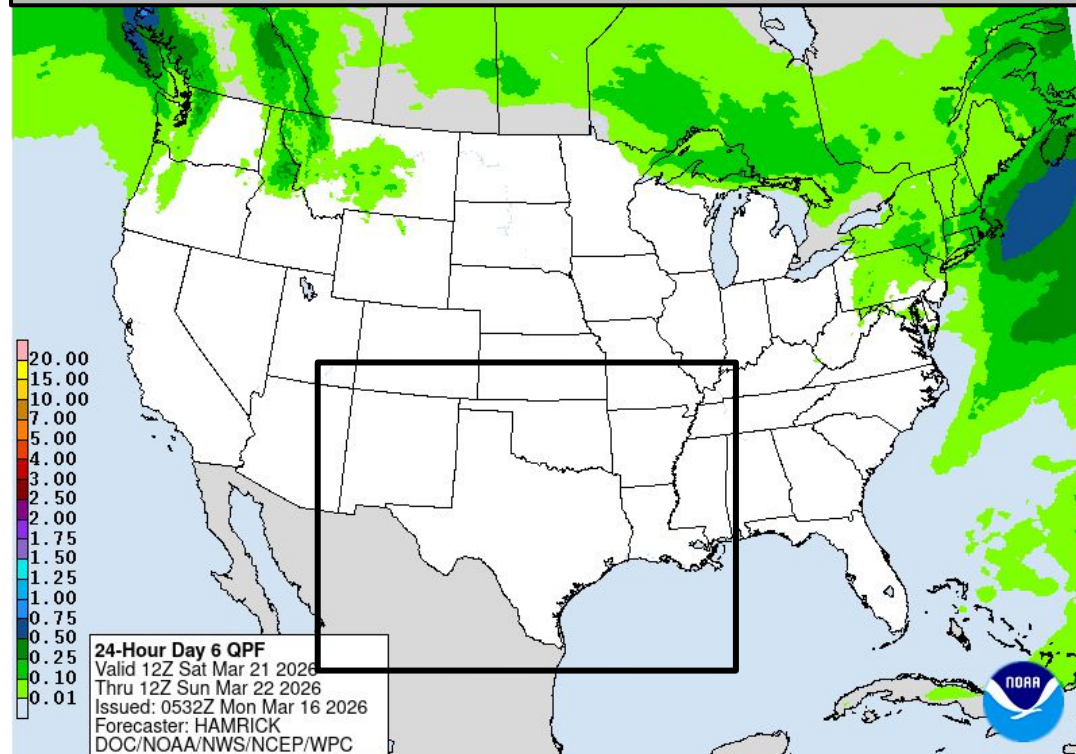 20.00
15.00
10.00
7.00
5.00
4.00
3.00
2.50
2.00
1.75
1.50
1.25
1.00
0.75
0.50
0.25
0.10
0.01
24-Hour Day 6 QPF
Valid 12Z Sat Mar 21 2026
Thru 12Z Sun Mar 22 2026
Issued: 0532Z Mon Mar 16 2026
Forecaster: HAMRICK
DOC/NOAA/NWS/NCEP/WPC
NOAA